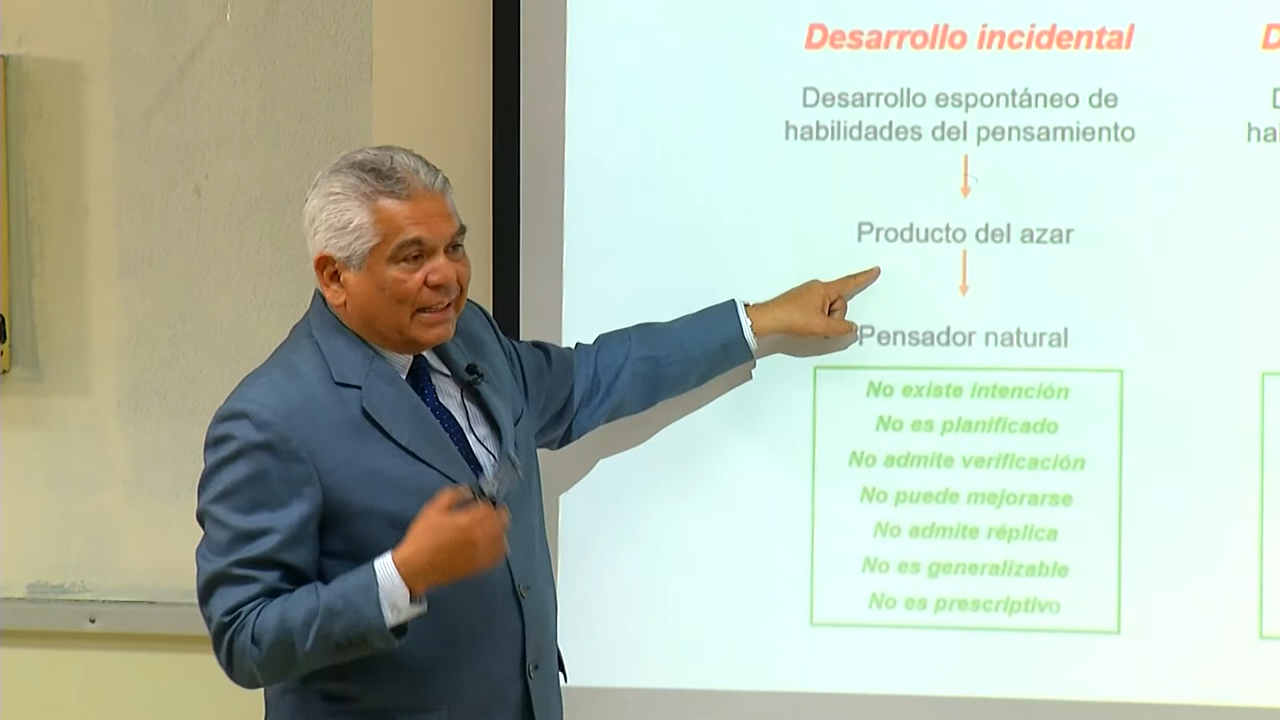 Desarrollo incidental
Desarrollo espontáneo de
habilidades del pensamiento
Producto del azar
Pensador natural
No existe intención
No es planificado
No admite verificación
No puede mejorarse
No admite réplica
No es generalizable
No es prescriptivo